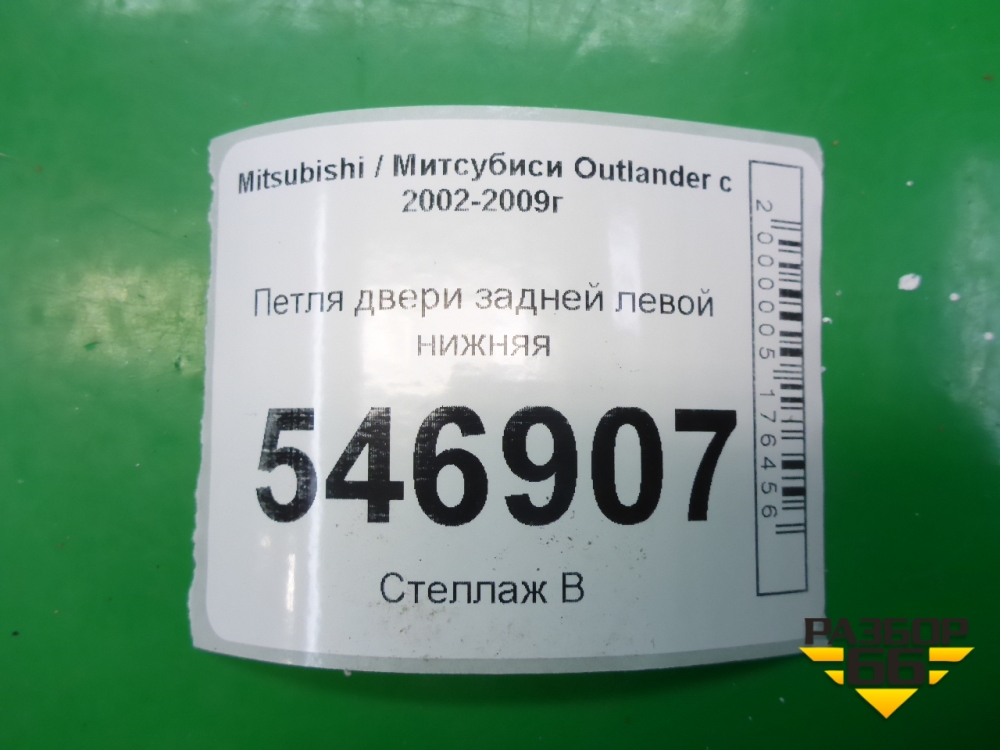 Mitsubishi / Митсубиси Outlander с
2002-2009г
Петля двери задней левой
нижняя
546907
Стеллаж В
2000005176456
РАЗБОР
66